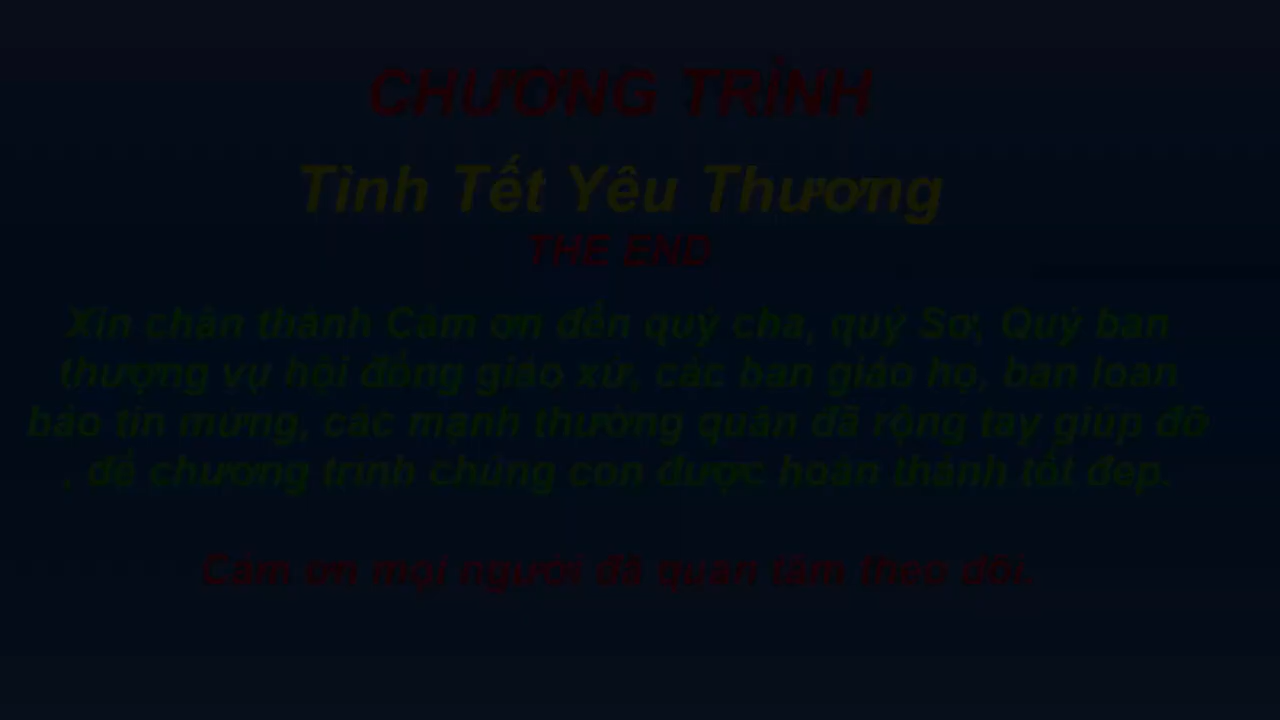 CHƯƠNG TRÌNH
Tình Tết Yêu Thương
THE END
Xin chân thành Cám ơn đến quý cha, quý Sơ, Quý ban
thượng vụ hội đồng giáo xứ, các ban giáo họ, ban loan
báo tin mừng, các mạnh thường quân đã rộng tay giúp đỡ
, để chương trình chúng con được hoàn thành tốt đẹp.
Cám ơn mọi người đã quan tâm theo dõi.